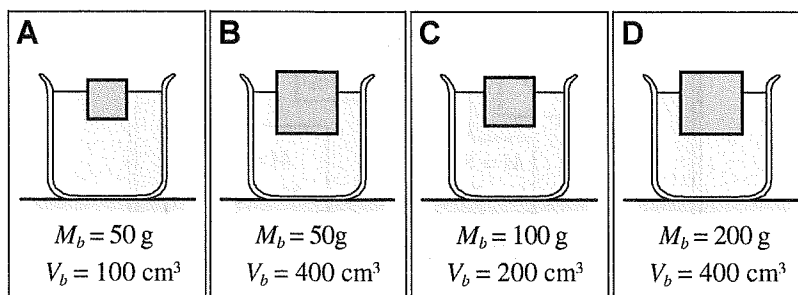 A
M_b = 50 g
V_b = 100 cm³
B
M_b = 50g
V_b = 400 cm³
C
M_b = 100 g
V_b = 200 cm³
D
M_b = 200 g
V_b = 400 cm³